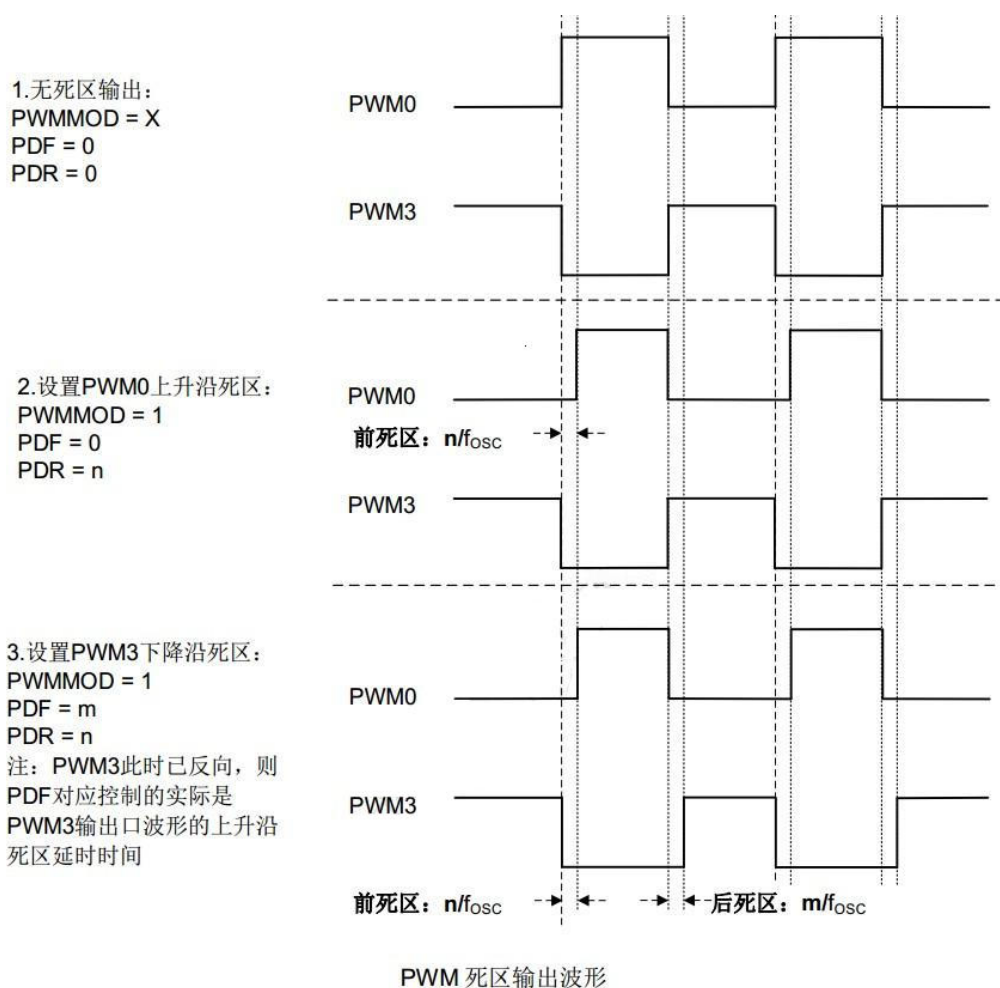 1.无死区输出：
PWMMOD = X
PDF = 0
PDR = 0
PWM0
PWM3
2.设置PWM0上升沿死区：
PWMMOD = 1
PDF = 0
PDR = n
PWM0
前死区：n/fOSC
PWM3
3.设置PWM3下降沿死区：
PWMMOD = 1
PDF = m
PDR = n
注：PWM3此时已反向，则
PDF对应控制的实际是
PWM3输出口波形的上升沿
死区延时时间
PWM0
PWM3
前死区：n/fOSC
后死区：m/fOSC
PWM 死区输出波形